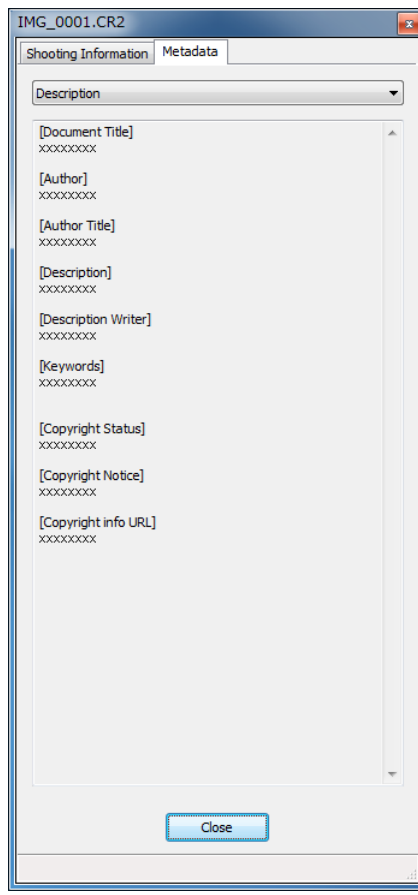 IMG_0001.CR2
Shooting Information Metadata
Description
[Document Title]
xxxxxxxx
[Author]
xxxxxxxx
[Author Title]
xxxxxxxx
[Description]
xxxxxxxx
[Description Writer]
xxxxxxxx
[Keywords]
xxxxxxxx
[Copyright Status]
xxxxxxxx
[Copyright Notice]
xxxxxxxx
[Copyright info URL]
xxxxxxxx
Close